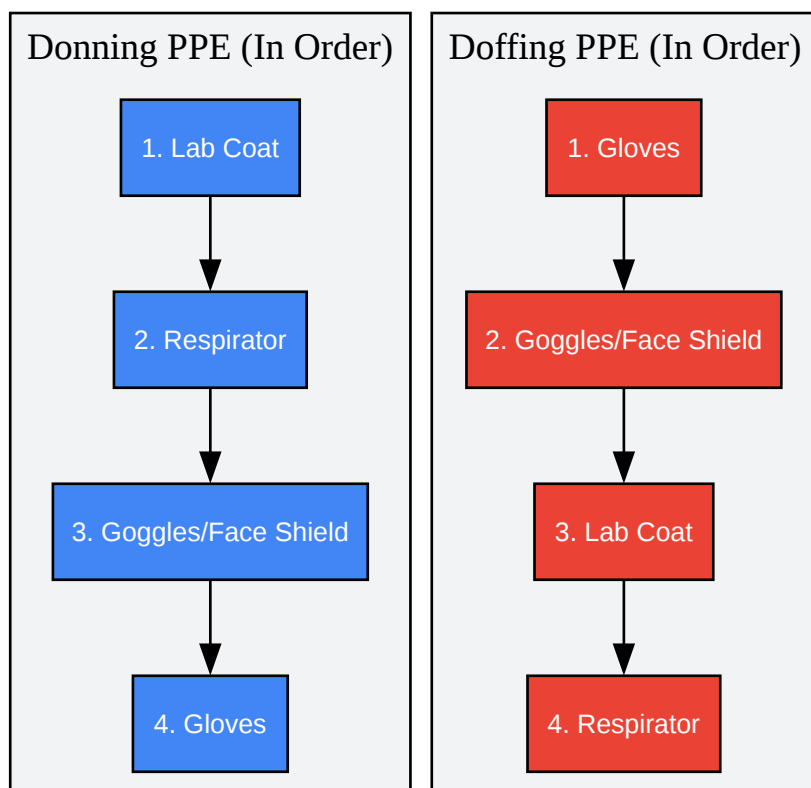 Donning PPE (In Order)
1. Lab Coat
2. Respirator
3. Goggles/Face Shield
4. Gloves
Doffing PPE (In Order)
1. Gloves
2. Goggles/Face Shield
3. Lab Coat
4. Respirator